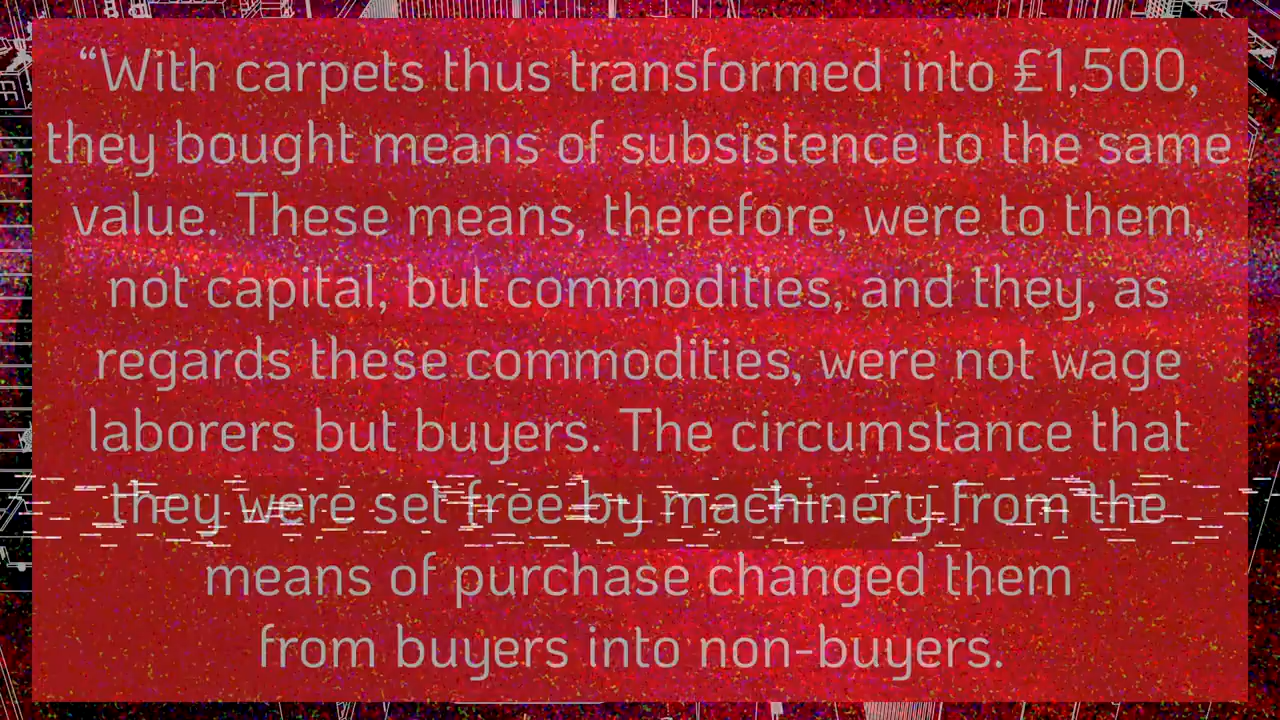 “With carpets thus transformed into £1,500,
they bought means of subsistence to the same
value. These means, therefore, were to them,
not capital, but commodities, and they, as
regards these commodities, were not wage
laborers but buyers. The circumstance that
they were set free by machinery from the
means of purchase changed them
from buyers into non-buyers.